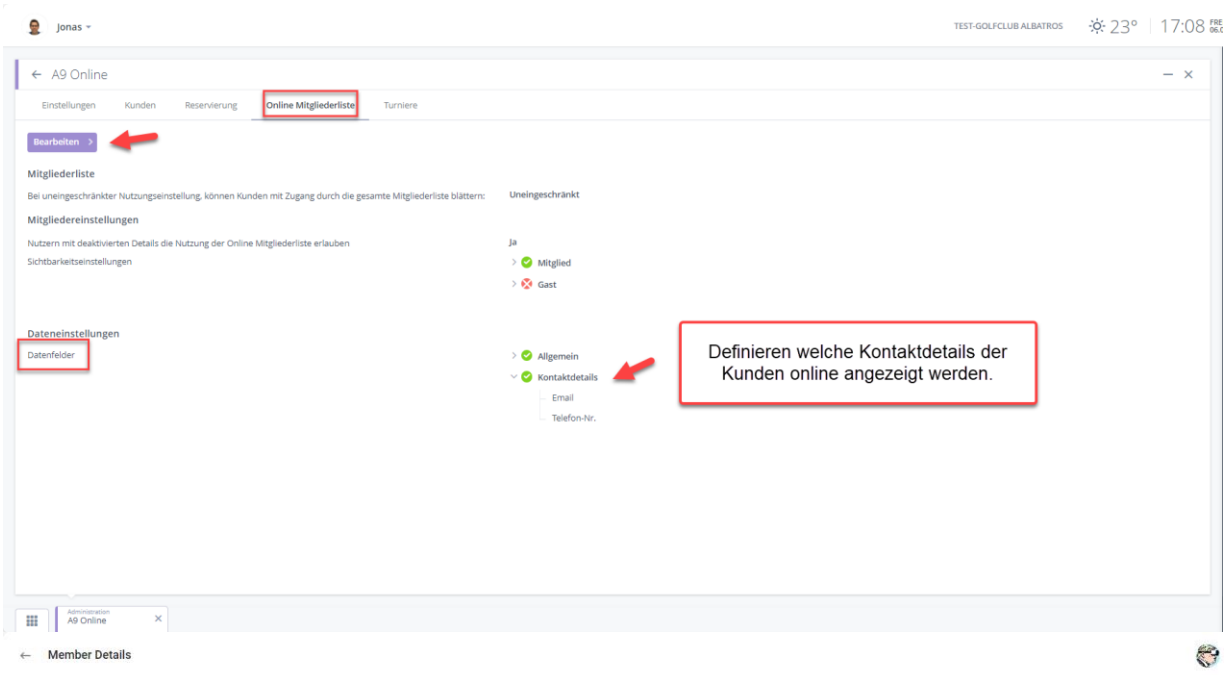 Jonas
TEST-GOLFCLUB ALBATROS
23°
17:08
FRE
06.0
A9 Online
Einstellungen Kunden Reservierung Online Mitgliederliste Turniere
Bearbeiten
Mitgliederliste
Bei uneingeschränkter Nutzungseinstellung, können Kunden mit Zugang durch die gesamte Mitgliederliste blättern: Uneingeschränkt
Mitgliedereinstellungen
Nutzern mit deaktivierten Details die Nutzung der Online Mitgliederliste erlauben Ja
Sichtbarkeitseinstellungen Mitglied
Gast
Dateneinstellungen
Datenfelder Allgemein
Kontaktdetails
Email
Telefon-Nr.
Definieren welche Kontaktdetails der
Kunden online angezeigt werden.
Administration
A9 Online
Member Details